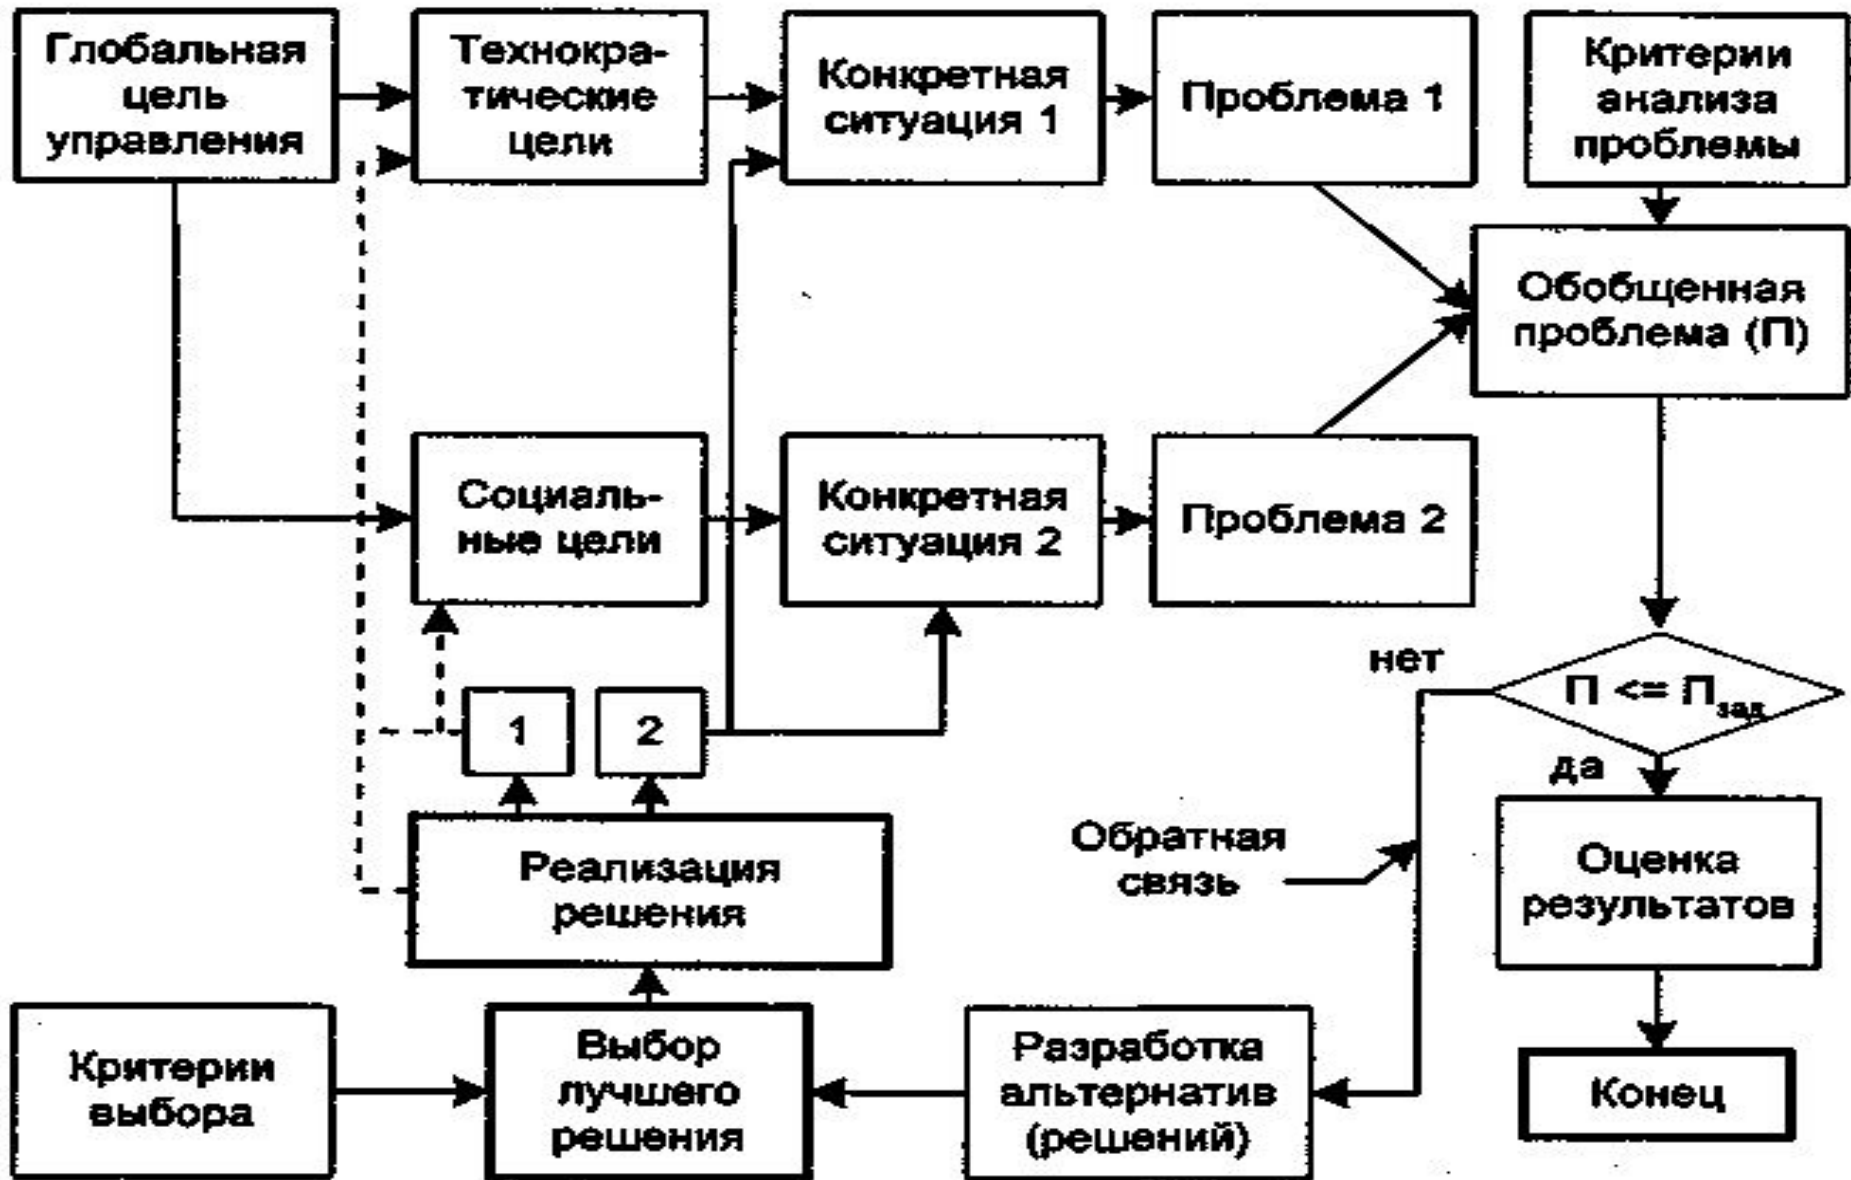 Глобальная
цель
управления
Технокра-
тические
цели
Конкретная
ситуация 1
Проблема 1
Критерии
анализа
проблемы
Обобщенная
проблема (П)
Социаль-
ные цели
Конкретная
ситуация 2
Проблема 2
нет
П <= Пзад
да
1
2
Реализация
решения
Обратная
связь
Оценка
результатов
Критерии
выбора
Выбор
лучшего
решения
Разработка
альтернатив
(решений)
Конец